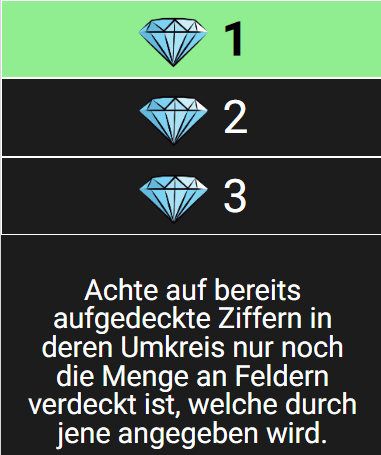 1
2
3
Achte auf bereits
aufgedeckte Ziffern in
deren Umkreis nur noch
die Menge an Feldern
verdeckt ist, welche durch
jene angegeben wird.